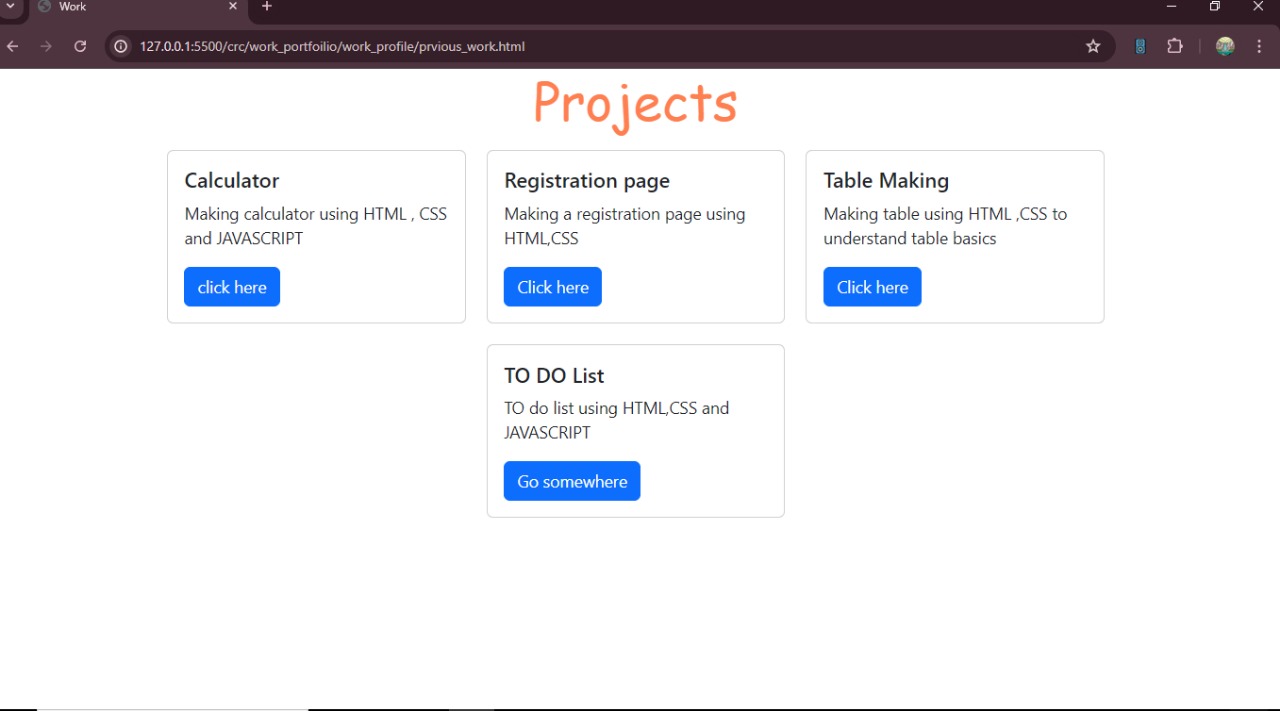 Work
127.0.0.1:5500/crc/work_portfoilio/work_profile/prvious_work.html
Projects
Calculator
Making calculator using HTML , CSS
and JAVASCRIPT
click here
Registration page
Making a registration page using
HTML,CSS
Click here
Table Making
Making table using HTML ,CSS to
understand table basics
Click here
TO DO List
TO do list using HTML,CSS and
JAVASCRIPT
Go somewhere